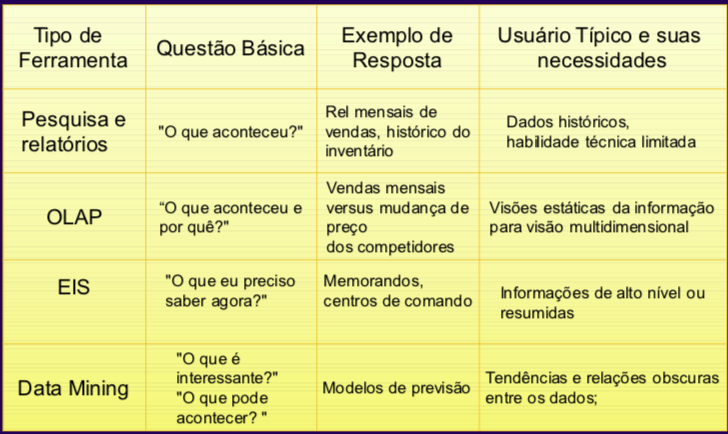 Tipo de
Ferramenta
Questão Básica
Exemplo de
Resposta
Usuário Típico e suas
necessidades
Pesquisa e
relatórios
"O que aconteceu?"
Rel mensais de
vendas, histórico do
inventário
Dados históricos,
habilidade técnica limitada
OLAP
“O que aconteceu e
por quê?"
Vendas mensais
versus mudança de
preço
dos competidores
Visões estáticas da informação
para visão multidimensional
EIS
"O que eu preciso
saber agora?"
Memorandos,
centros de comando
Informações de alto nível ou
resumidas
Data Mining
"O que é
interessante?"
"O que pode
acontecer? "
Modelos de previsão
Tendências e relações obscuras
entre os dados;